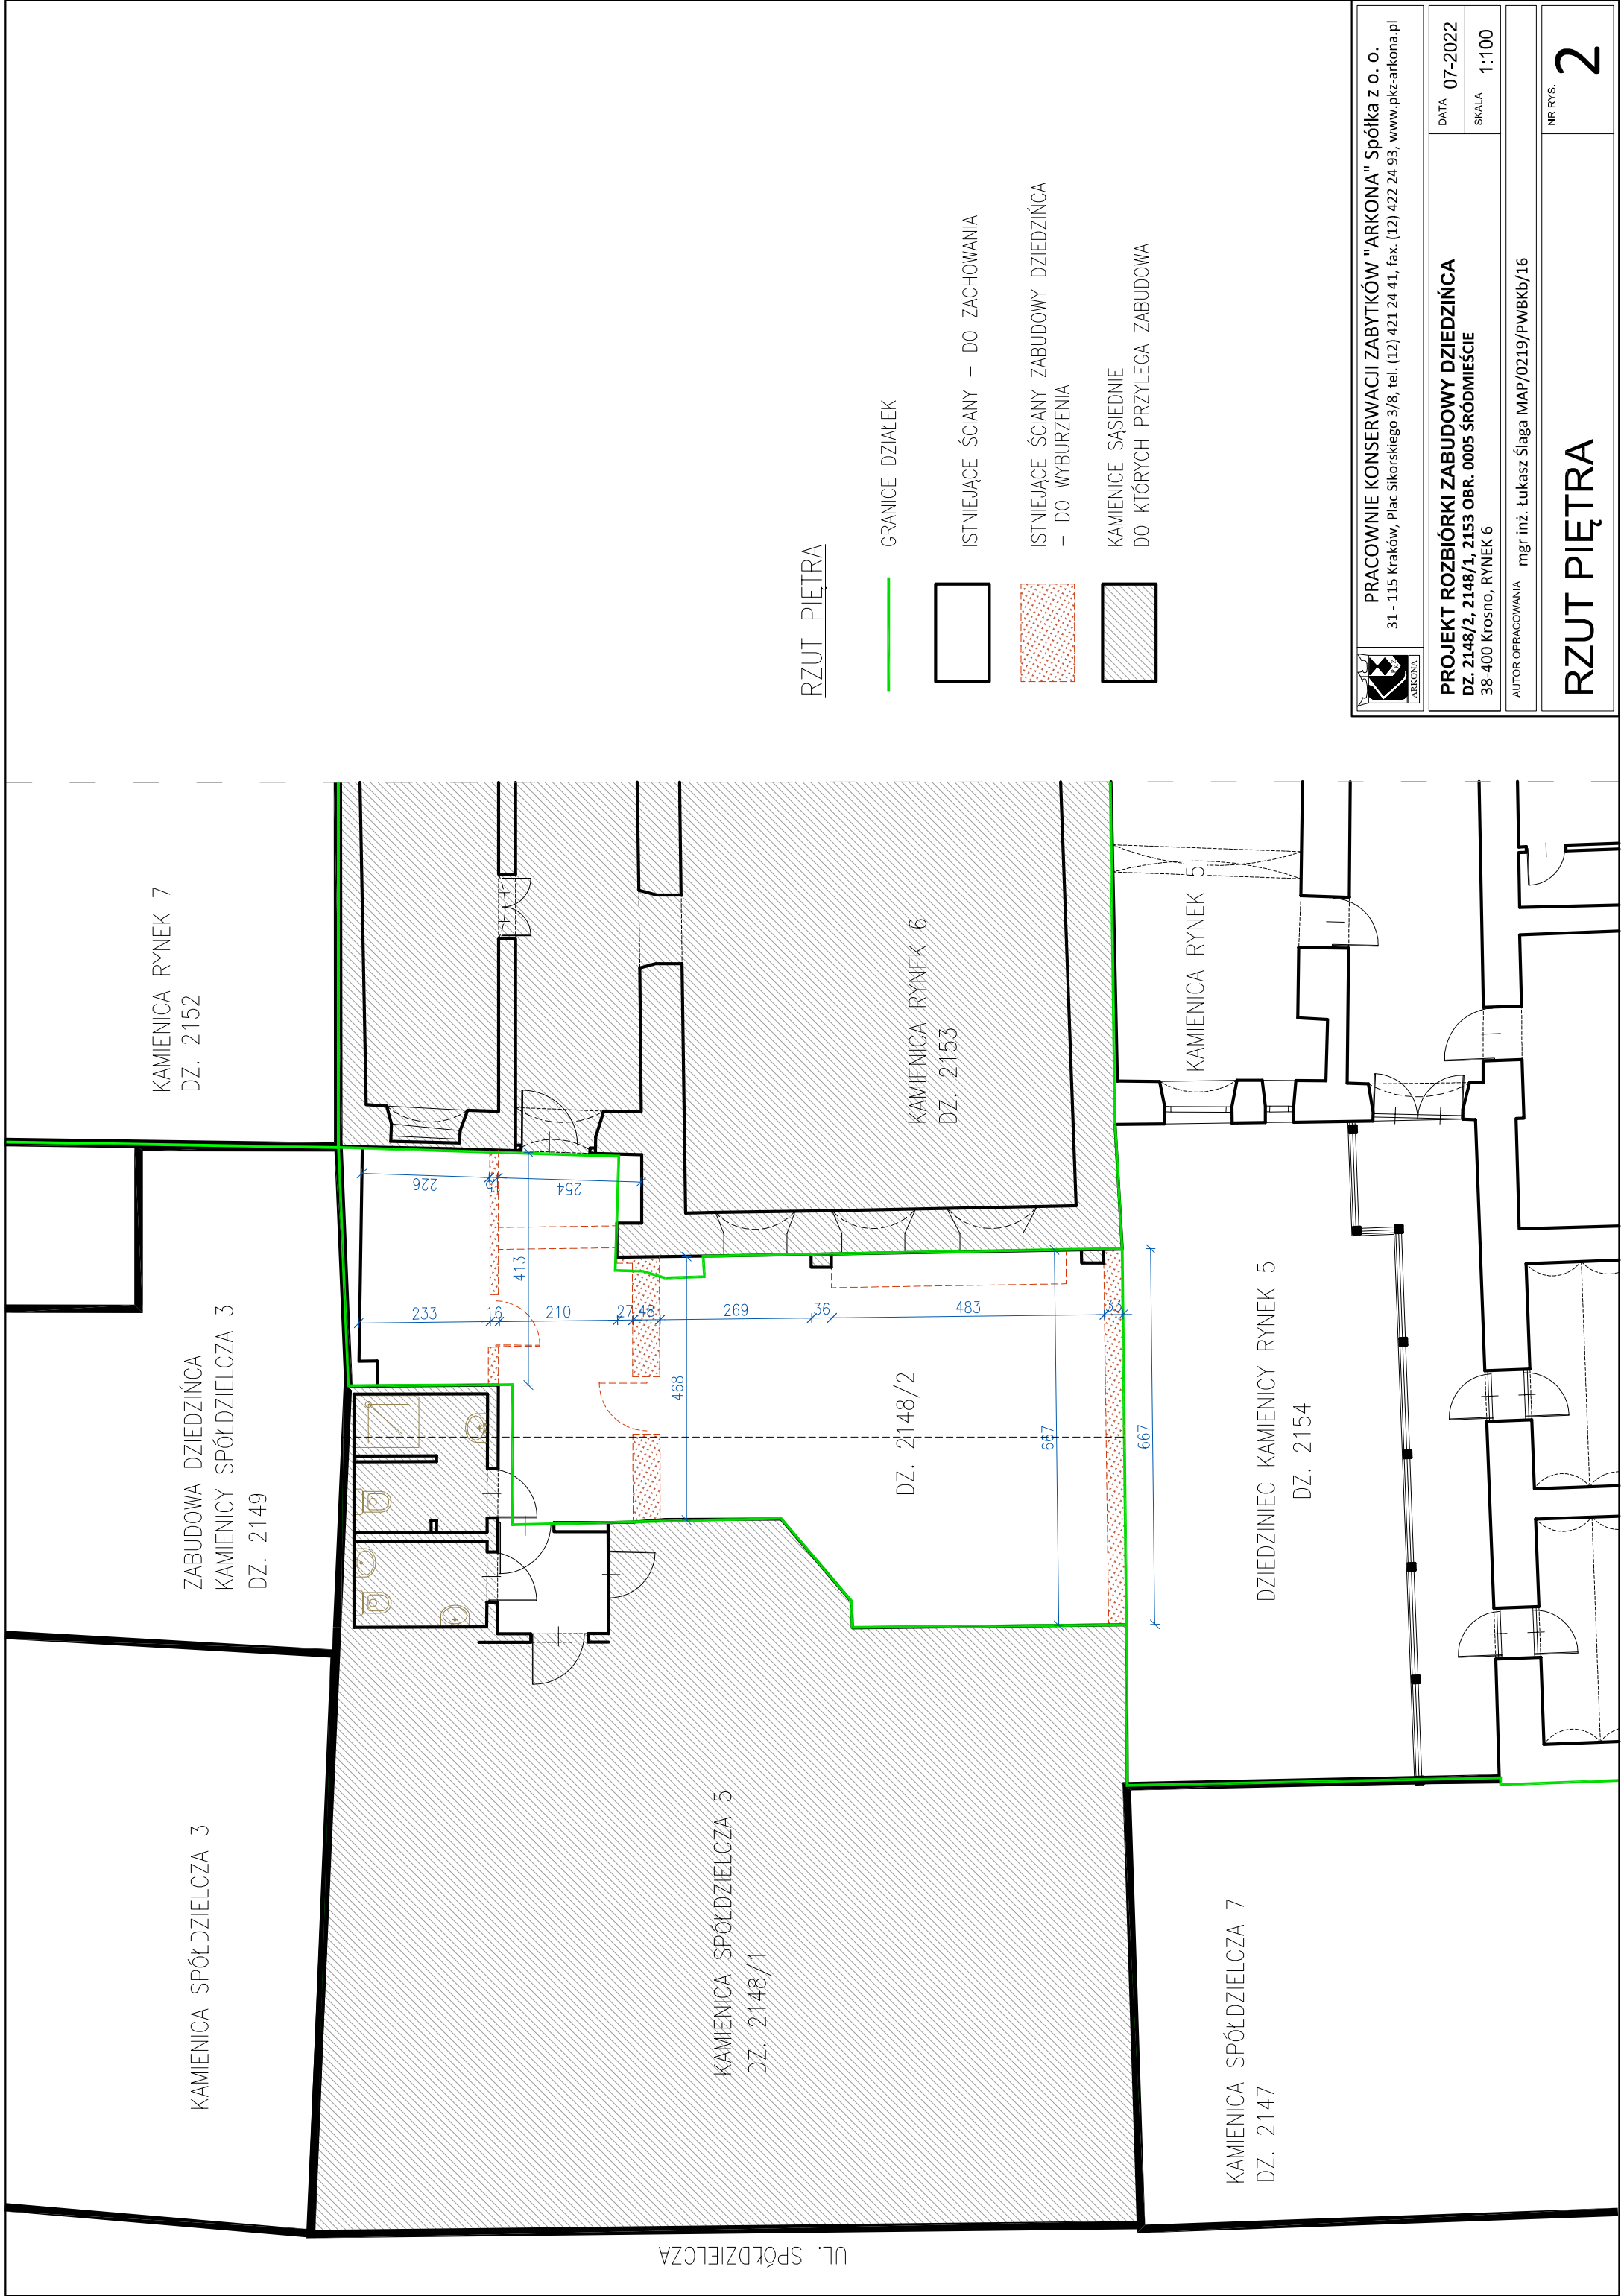 UL. SPÓŁDZIELCZA
KAMIENICA SPÓŁDZIELCZA 3
ZABUDOWA DZIEDZIŃCA
KAMIENICY SPÓŁDZIELCZA 3
DZ. 2149
KAMIENICA RYNEK 7
DZ. 2152
KAMIENICA SPÓŁDZIELCZA 5
DZ. 2148/1
DZ. 2148/2
KAMIENICA RYNEK 6
DZ. 2153
KAMIENICA RYNEK 5
DZIEDZINIEC KAMIENICY RYNEK 5
DZ. 2154
KAMIENICA SPÓŁDZIELCZA 7
DZ. 2147
226
254
413
233
16
210
27
48
269
36
483
33
468
667
667
RZUT PIĘTRA
GRANICE DZIAŁEK
ISTNIEJĄCE ŚCIANY – DO ZACHOWANIA
ISTNIEJĄCE ŚCIANY ZABUDOWY DZIEDZIŃCA
– DO WYBURZENIA
KAMIENICE SĄSIEDNIE
DO KTÓRYCH PRZYLEGA ZABUDOWA
ARKONA
PRACOWNIE KONSERWACJI ZABYTKÓW "ARKONA" Spółka z o. o.
31 - 115 Kraków, Plac Sikorskiego 3/8, tel. (12) 421 24 41, fax. (12) 422 24 93, www.pkz-arkona.pl
PROJEKT ROZBIÓRKI ZABUDOWY DZIEDZIŃCA
DZ. 2148/2, 2148/1, 2153 OBR. 0005 ŚRÓDMIEŚCIE
38-400 Krosno, RYNEK 6
DATA 07-2022
SKALA 1:100
AUTOR OPRACOWANIA mgr inż. Łukasz Ślaga MAP/0219/PWBKb/16
RZUT PIĘTRA
NR RYS. 2